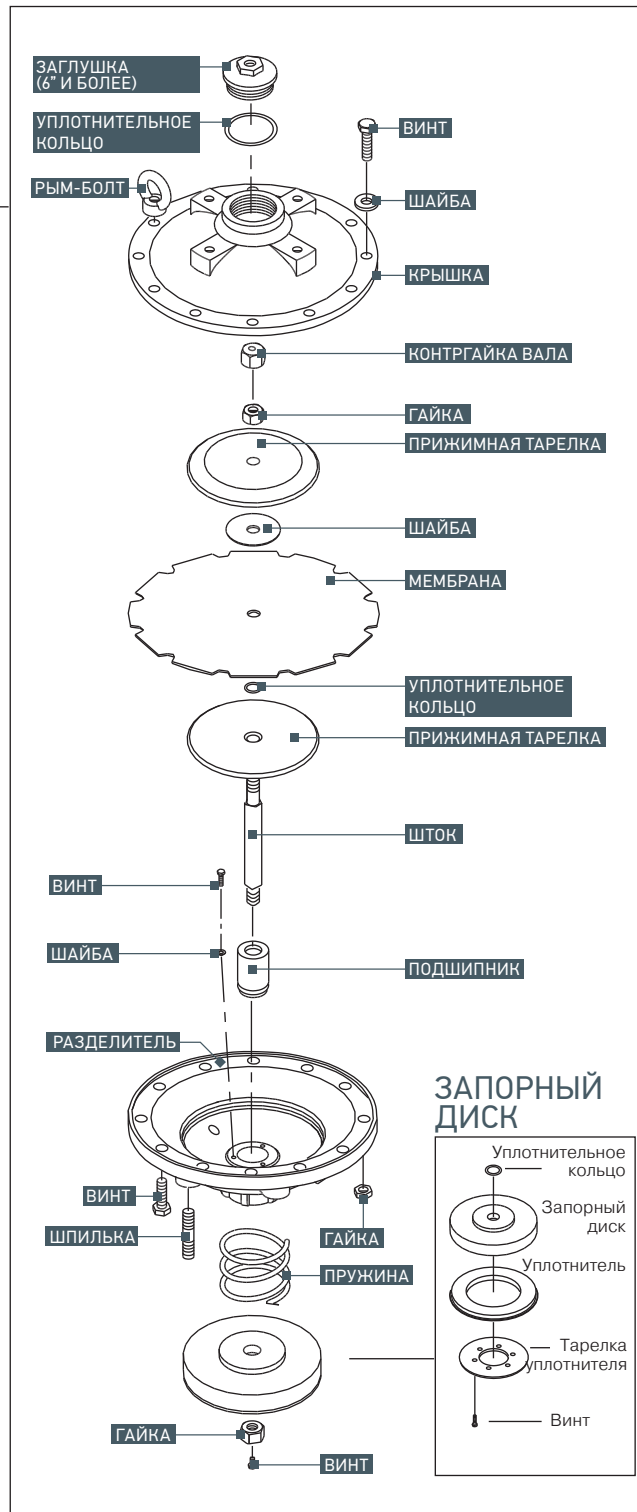 ЗАГЛУШКА
(6" И БОЛЕЕ)
УПЛОТНИТЕЛЬНОЕ
КОЛЬЦО
ВИНТ
РЫМ-БОЛТ
ШАЙБА
КРЫШКА
КОНТРГАЙКА ВАЛА
ГАЙКА
ПРИЖИМНАЯ ТАРЕЛКА
ШАЙБА
МЕМБРАНА
УПЛОТНИТЕЛЬНОЕ
КОЛЬЦО
ПРИЖИМНАЯ ТАРЕЛКА
ШТОК
ВИНТ
ШАЙБА
ПОДШИПНИК
РАЗДЕЛИТЕЛЬ
ВИНТ
ШПИЛЬКА
ГАЙКА
ПРУЖИНА
ГАЙКА
ВИНТ
ЗАПОРНЫЙ
ДИСК
Уплотнительное
кольцо
Запорный
диск
Уплотнитель
Тарелка
уплотнителя
Винт